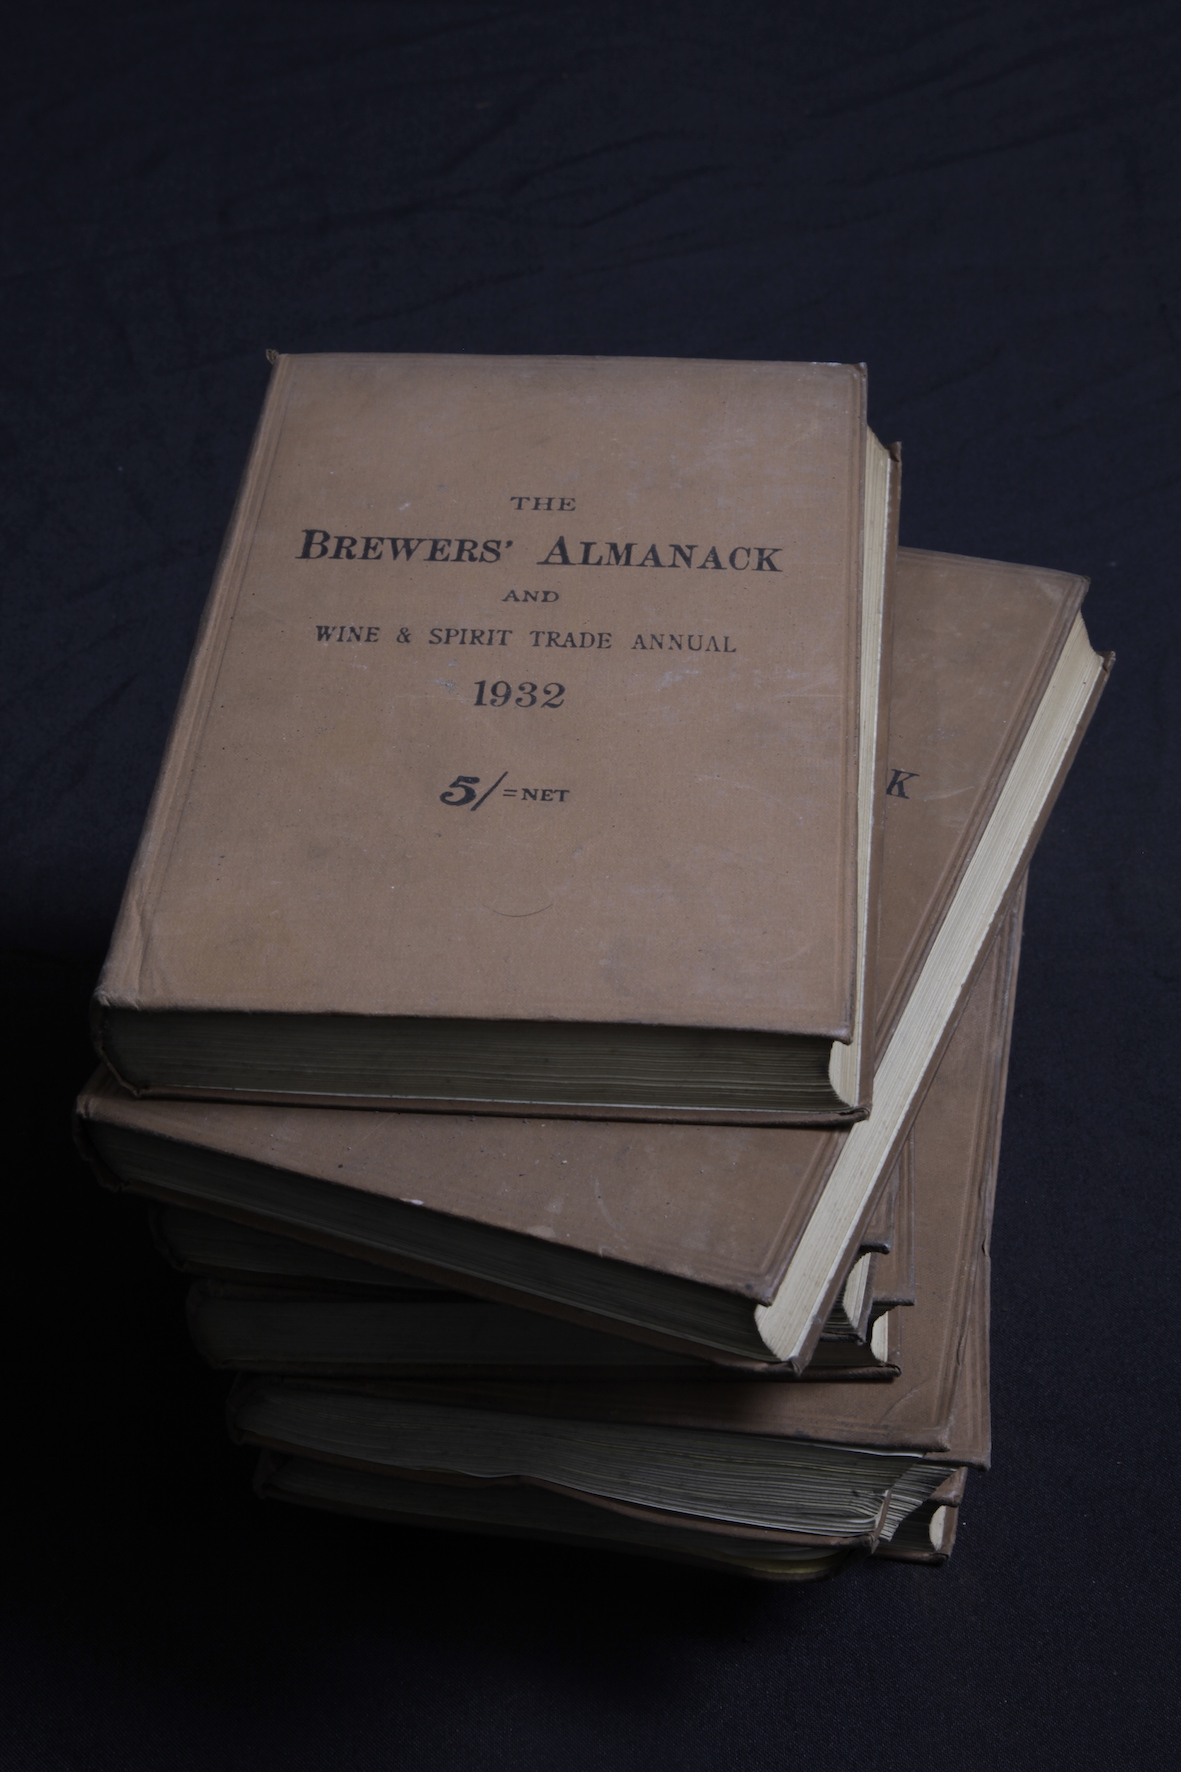 THE
BREWERS' ALMANACK
AND
WINE & SPIRIT TRADE ANNUAL
1932
5/=NET
K